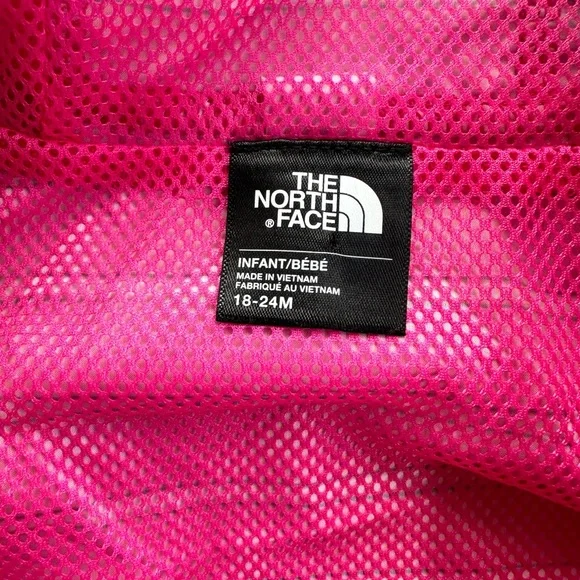 THE
NORTH
® FACE
INFANT/BÉBÉ
MADE IN VIETNAM
FABRIQUÉ AU VIETNAM
18-24M